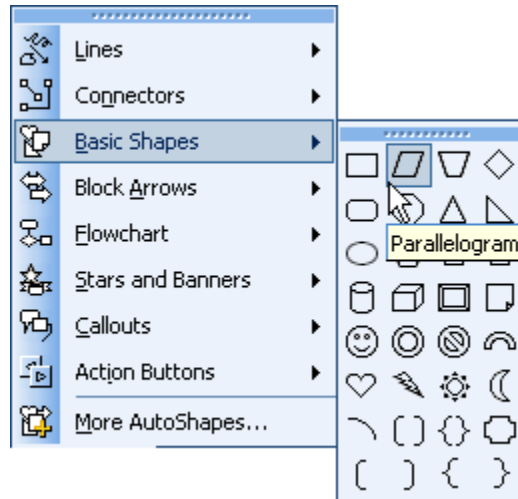 Lines
Connectors
Basic Shapes
Block Arrows
Flowchart
Stars and Banners
Callouts
Action Buttons
More AutoShapes...
Parallelogram